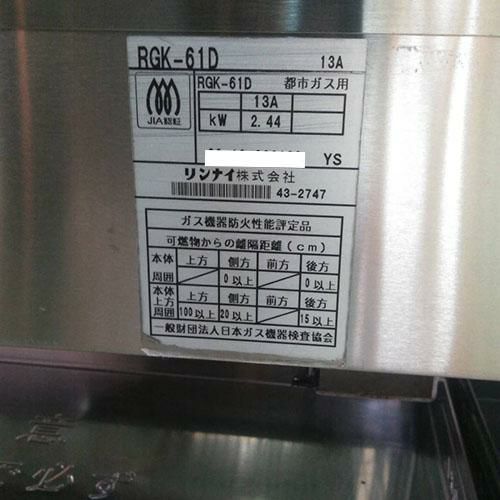 RGK-61D 13A
JIA認証
RGK-61D 都市ガス用
13A
kW 2.44
YS
リンナイ株式会社
43-2747
ガス機器防火性能評定品
可燃物からの離隔距離(cm)
本体周囲 上方 側方 前方 後方
0以上 0以上
本体上方周囲 上方 側方 前方 後方
100以上 20以上 15以上
一般財団法人日本ガス機器検査協会
必ず